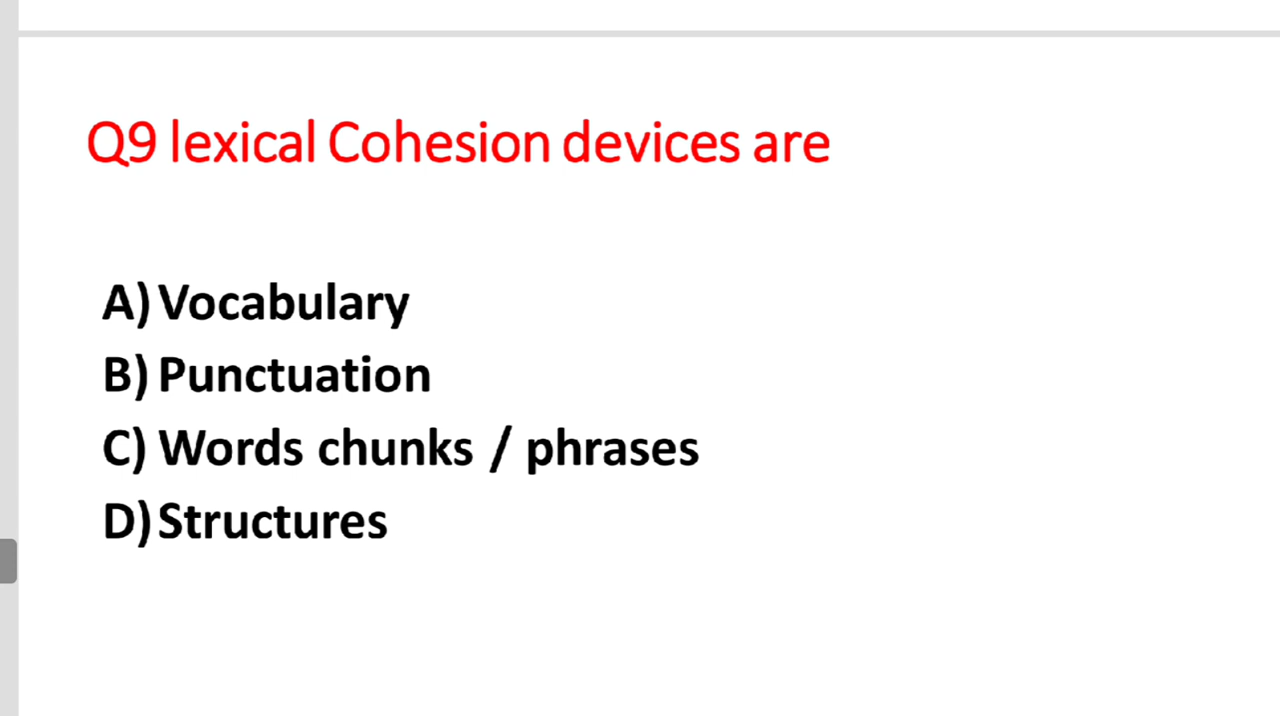 Q9 lexical Cohesion devices are
A) Vocabulary
B) Punctuation
C) Words chunks / phrases
D) Structures